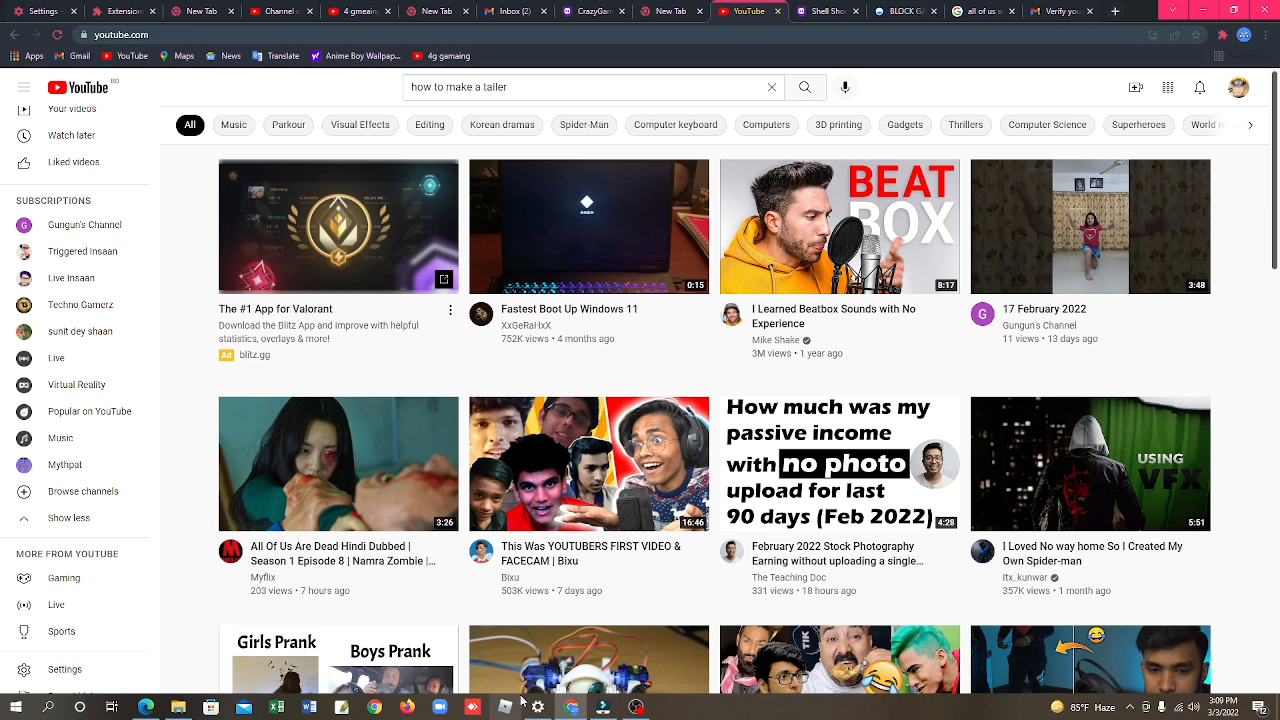 Settings
Extensions
New Tab
YouTube
4 gmaing
New Tab
Inbox (2)
CrazyGa
New Tab
YouTube
Shell Sho
BLOCK G
all of us a
Verify you
youtube.com
Apps
Gmail
YouTube
Maps
News
Translate
Anime Boy Wallpap...
4g gamaing
YouTube BD
how to make a tailer
Your videos
Watch later
Liked videos
SUBSCRIPTIONS
Gungun's Channel
Triggered Insaan
Live Insaan
Techno Gamerz
sunit dey shaan
Live
Virtual Reality
Popular on YouTube
Music
Mythpat
Browse channels
Show less
MORE FROM YOUTUBE
Gaming
Live
Sports
Settings
All
Music
Parkour
Visual Effects
Editing
Korean dramas
Spider-Man
Computer keyboard
Computers
3D printing
Gadgets
Thrillers
Computer Science
Superheroes
World
The #1 App for Valorant
Download the Blitz App and improve with helpful
statistics, overlays & more!
Ad blitz.gg
OMEN
0:15
Fastest Boot Up Windows 11
XxGeRaHxX
752K views • 4 months ago
BEAT
BOX
8:17
I Learned Beatbox Sounds with No
Experience
Mike Shake
3M views • 1 year ago
3:48
G
17 February 2022
Gungun's Channel
11 views • 13 days ago
3:26
All Of Us Are Dead Hindi Dubbed |
Season 1 Episode 8 | Namra Zombie |...
Myflix
203 views • 7 hours ago
16:46
This Was YOUTUBERS FIRST VIDEO &
FACECAM | Bixu
Bixu
503K views • 7 days ago
How much was my
passive income
with no photo
upload for last
90 days (Feb 2022)
4:28
February 2022 Stock Photography
Earning without uploading a single...
The Teaching Doc
331 views • 18 hours ago
USING
VFX
5:51
I Loved No way home So I Created My
Own Spider-man
Itx_kunwar
357K views • 1 month ago
Girls Prank
Boys Prank
85°F Haze
3:09 PM
3/3/2022